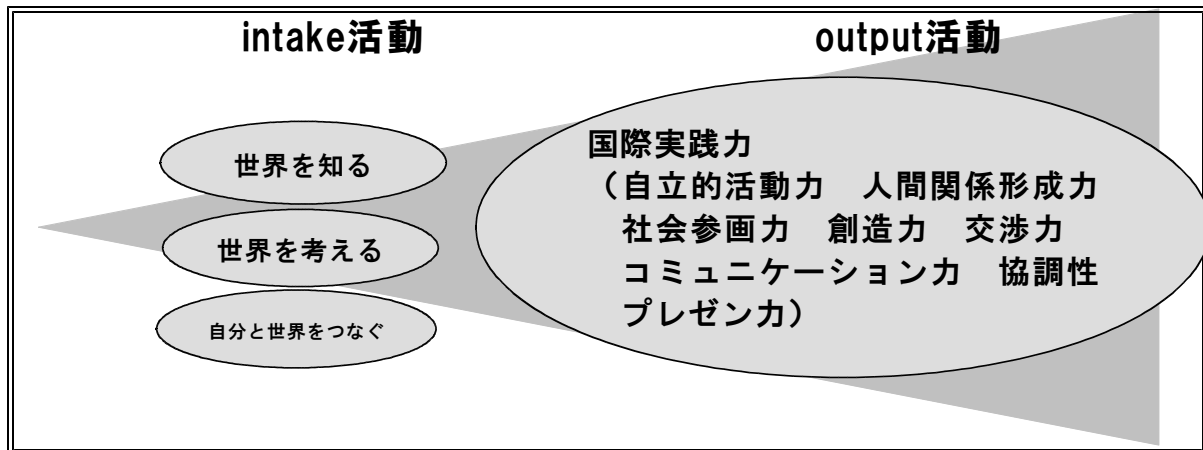 intake活動
output活動
世界を知る
世界を考える
自分と世界をつなぐ
国際実践力
（自立的活動力　人間関係形成力
社会参画力　創造力　交渉力
コミュニケーション力　協調性
プレゼン力）